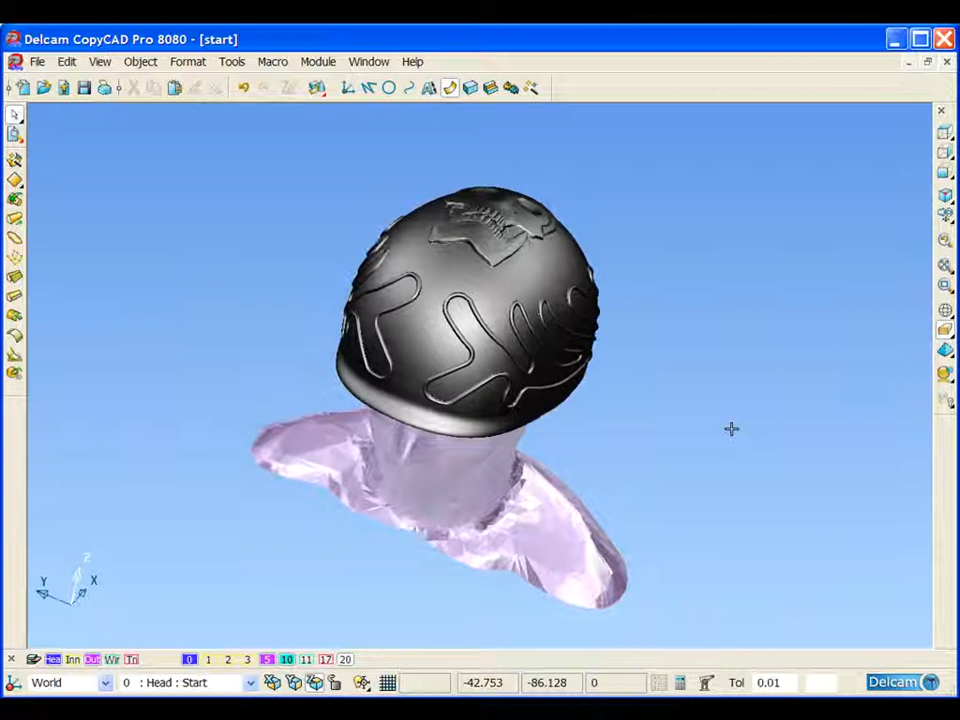 Delcam CopyCAD Pro 8080 - [start]
File Edit View Object Format Tools Macro Module Window Help
Z
Y X
Hea Inn Out Wir Tri 0 1 2 3 5 10 11 17 20
World 0 : Head : Start -42.753 -86.128 0 Tol 0.01 Delcam